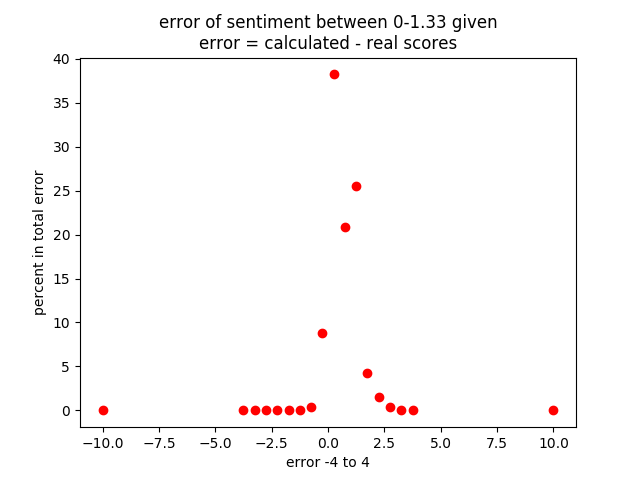 error of sentiment between 0-1.33 given
error = calculated - real scores
40
35
30
25
20
15
10
5
0
percent in total error
−10.0 −7.5 −5.0 −2.5 0.0 2.5 5.0 7.5 10.0
error -4 to 4